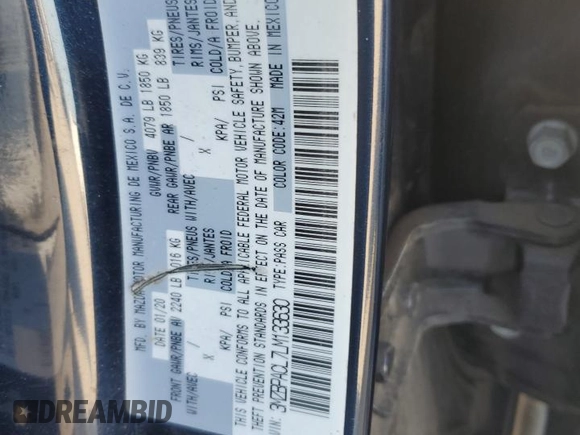 MFD. BY MAZDA MOTOR MANUFACTURING DE MEXICO S.A. DE C.V.
DATE 01/20 GVWR/PNBV 4079 LB 1850 KG
FRONT GAWR/PNBE AV 2240 LB 1016 KG REAR GAWR/PNBE AR 1850 LB 839 KG
WITH/AVEC TIRES/PNEUS WITH/AVEC TIRES/PNEUS
X RIMS/JANTES X RIMS/JANTES
KPA/ PSI COLD/A FROID KPA/ PSI COLD/A FROID
THIS VEHICLE CONFORMS TO ALL APPLICABLE FEDERAL MOTOR VEHICLE SAFETY, BUMPER, AND
THEFT PREVENTION STANDARDS IN EFFECT ON THE DATE OF MANUFACTURE SHOWN ABOVE.
VIN: 3MZBPACL7LM133630 TYPE:PASS CAR COLOR CODE:42M MADE IN MEXICO
DREAMBID